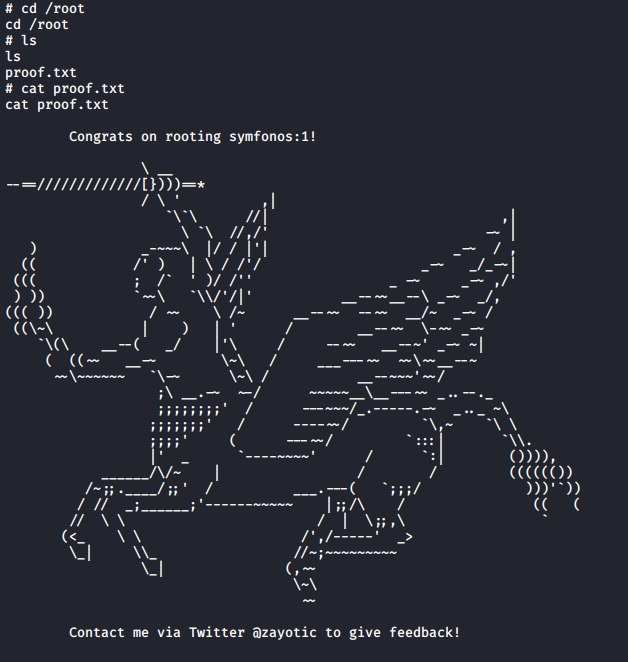 # cd /root
cd /root
# ls
ls
proof.txt
# cat proof.txt
cat proof.txt
Congrats on rooting symfonos:1!
Contact me via Twitter @zayotic to give feedback!